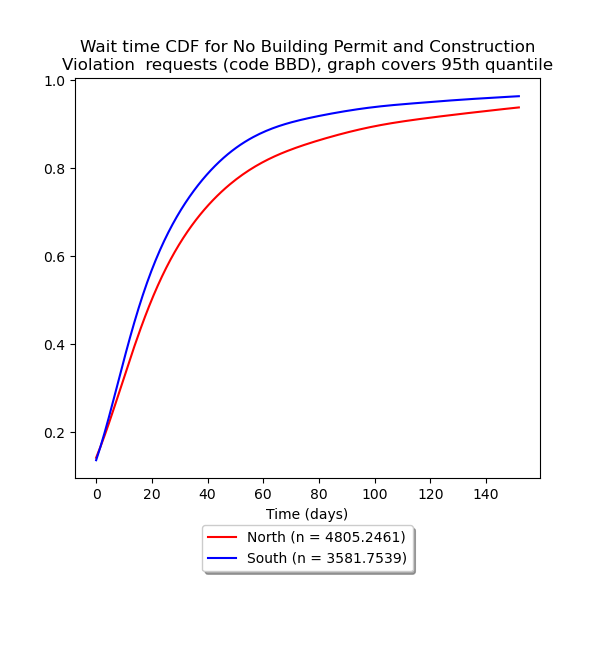 Wait time CDF for No Building Permit and Construction
Violation  requests (code BBD), graph covers 95th quantile
1.0
0.8
0.6
0.4
0.2
0 20 40 60 80 100 120 140
Time (days)
North (n = 4805.2461)
South (n = 3581.7539)